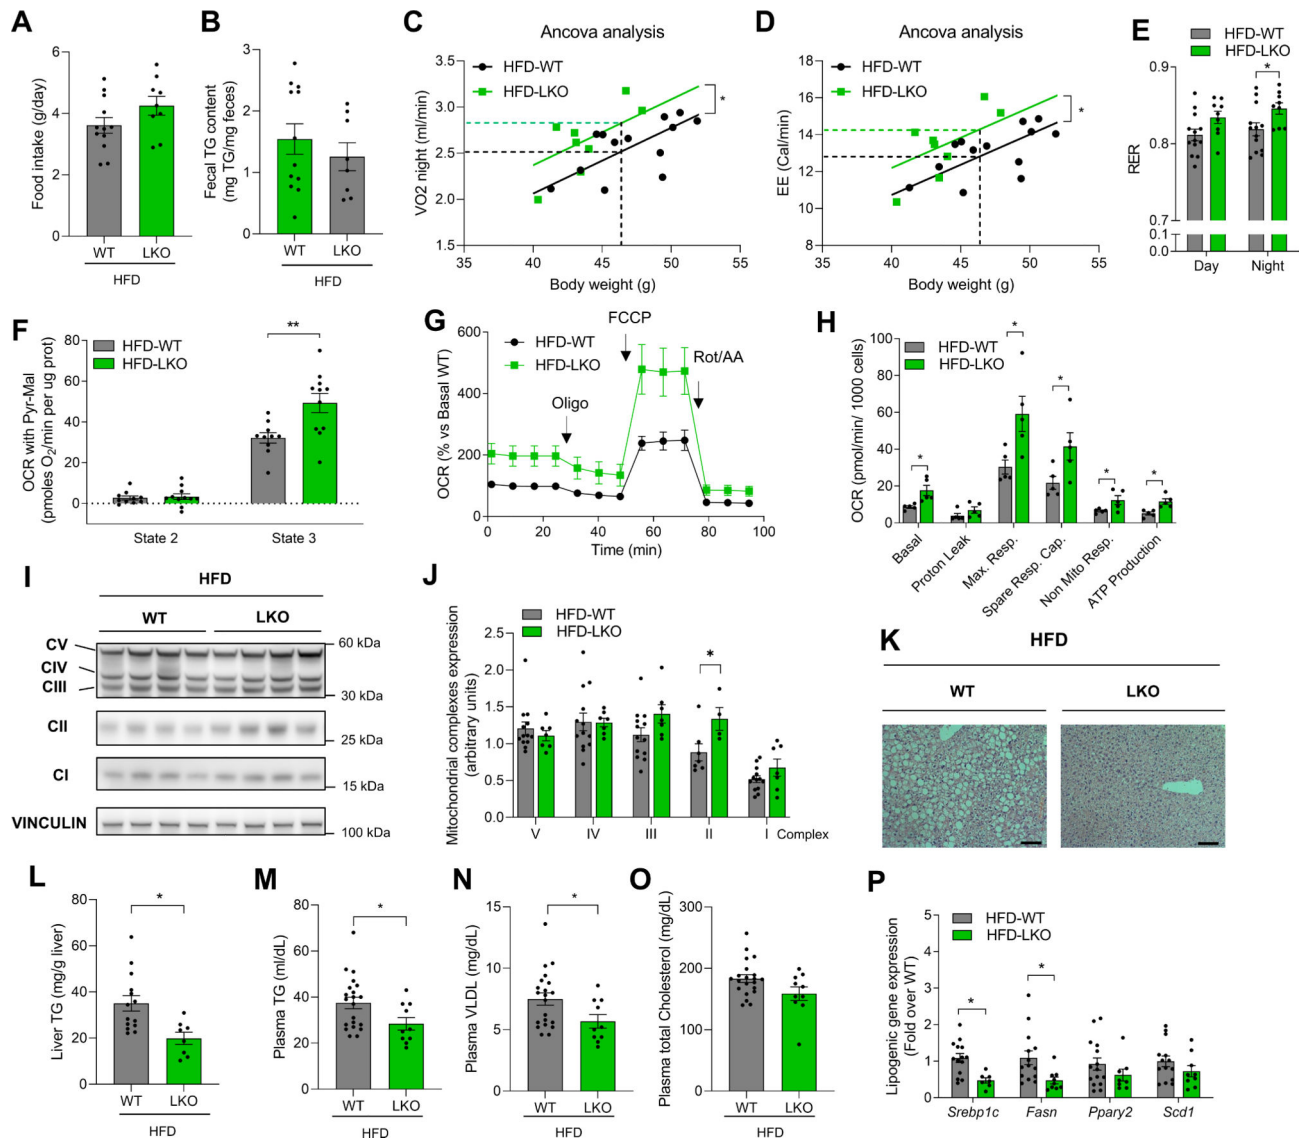 A
Food intake (g/day)
6
4
2
0
WT
LKO
HFD
B
Fecal TG content
(mg TG/mg feces)
3
2
1
0
WT
LKO
HFD
C
Ancova analysis
HFD-WT
HFD-LKO
VO2 night (ml/min)
3.5
3.0
2.5
2.0
1.5
35
40
45
50
55
Body weight (g)
*
D
Ancova analysis
HFD-WT
HFD-LKO
EE (Cal/min)
18
16
14
12
10
8
35
40
45
50
55
Body weight (g)
*
E
HFD-WT
HFD-LKO
RER
0.9
0.8
0.7
0.1
0.0
*
Day
Night
F
OCR with Pyr-Mal
(pmoles O2/min per ug prot)
80
60
40
20
0
HFD-WT
HFD-LKO
**
State 2
State 3
G
OCR (% vs Basal WT)
600
400
200
0
HFD-WT
HFD-LKO
FCCP
Oligo
Rot/AA
0
20
40
60
80
100
Time (min)
H
OCR (pmol/min/ 1000 cells)
100
80
60
40
20
0
HFD-WT
HFD-LKO
*
*
*
*
*
Basal
Proton Leak
Max. Resp.
Spare Resp. Cap.
Non Mito Resp.
ATP Production
I
HFD
WT
LKO
CV
CIV
CIII
CII
CI
VINCULIN
60 kDa
30 kDa
25 kDa
15 kDa
100 kDa
J
Mitochondrial complexes expression
(arbitrary units)
2.5
2.0
1.5
1.0
0.5
0.0
HFD-WT
HFD-LKO
*
V
IV
III
II
I
Complex
K
HFD
WT
LKO
L
Liver TG (mg/g liver)
80
60
40
20
0
*
WT
LKO
HFD
M
Plasma TG (ml/dL)
80
60
40
20
0
*
WT
LKO
HFD
N
Plasma VLDL (mg/dL)
15
10
5
0
*
WT
LKO
HFD
O
Plasma total Cholesterol (mg/dL)
300
200
100
0
WT
LKO
HFD
P
Lipogenic gene expression
(Fold over WT)
5
4
3
2
1
0
HFD-WT
HFD-LKO
*
*
Srebp1c
Fasn
Pparγ2
Scd1